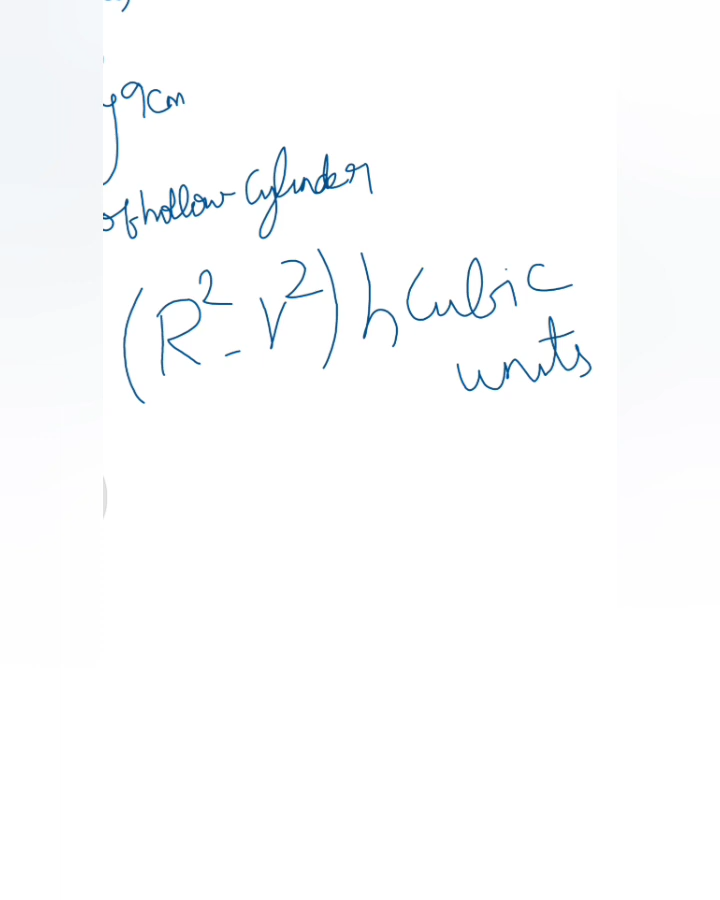 9cm
of hollow cylinder
(R²-r²) h cubic
units